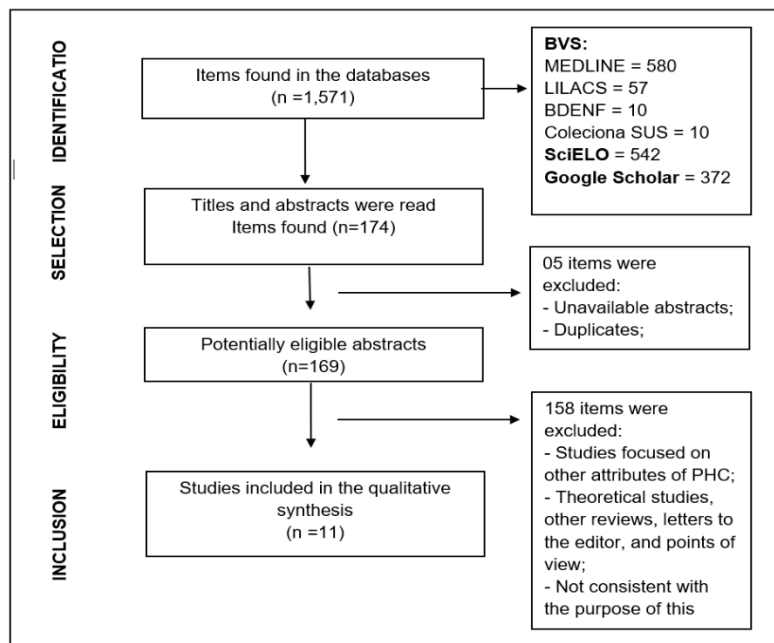 IDENTIFICATIO
Items found in the databases
(n =1,571)
BVS:
MEDLINE = 580
LILACS = 57
BDENF = 10
Coleciona SUS = 10
SciELO = 542
Google Scholar = 372
SELECTION
Titles and abstracts were read
Items found (n=174)
05 items were
excluded:
- Unavailable abstracts;
- Duplicates;
ELIGIBILITY
Potentially eligible abstracts
(n=169)
158 items were
excluded:
- Studies focused on
other attributes of PHC;
- Theoretical studies,
other reviews, letters to
the editor, and points of
view;
- Not consistent with
the purpose of this
INCLUSION
Studies included in the qualitative
synthesis
(n =11)